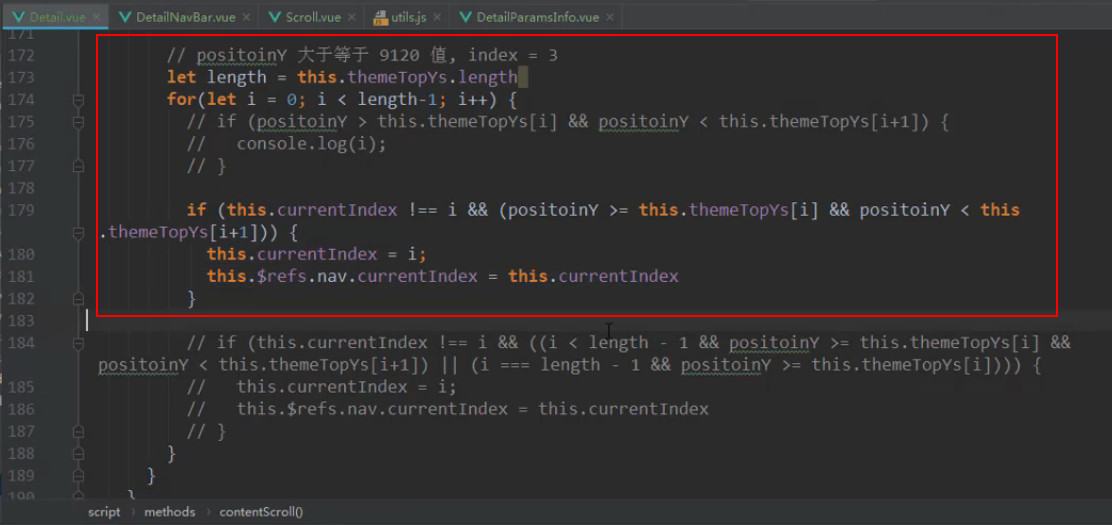 Detail.vue × DetailNavBar.vue × Scroll.vue × utils.js × DetailParamsInfo.vue ×
171
172 // positoinY 大于等于 9120 值, index = 3
173 let length = this.themeTopYs.length
174 for(let i = 0; i < length-1; i++) {
175 // if (positoinY > this.themeTopYs[i] && positoinY < this.themeTopYs[i+1]) {
176 // console.log(i);
177 // }
178
179 if (this.currentIndex !== i && (positoinY >= this.themeTopYs[i] && positoinY < this
.themeTopYs[i+1])) {
180 this.currentIndex = i;
181 this.$refs.nav.currentIndex = this.currentIndex
182 }
183
184 // if (this.currentIndex !== i && ((i < length - 1 && positoinY >= this.themeTopYs[i] &&
positoinY < this.themeTopYs[i+1]) || (i === length - 1 && positoinY >= this.themeTopYs[i]))) {
185 // this.currentIndex = i;
186 // this.$refs.nav.currentIndex = this.currentIndex
187 // }
188 }
189 }
190 }
script › methods › contentScroll()